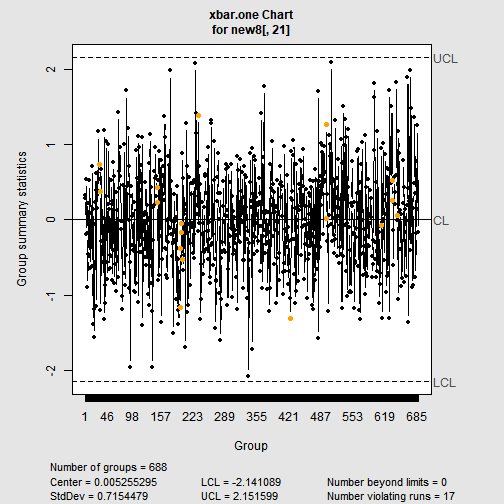 xbar.one Chart
for new8[, 21]
Group summary statistics
2
1
0
-1
-2
UCL
CL
LCL
1 46 98 157 223 289 355 421 487 553 619 685
Group
Number of groups = 688
Center = 0.005255295 LCL = -2.141089 Number beyond limits = 0
StdDev = 0.7154479 UCL = 2.151599 Number violating runs = 17